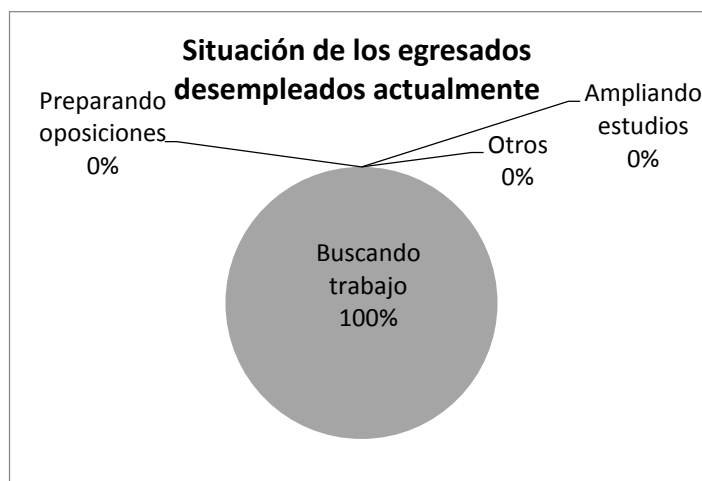 Situación de los egresados
desempleados actualmente
Preparando
oposiciones
0%
Ampliando
estudios
0%
Otros
0%
Buscando
trabajo
100%